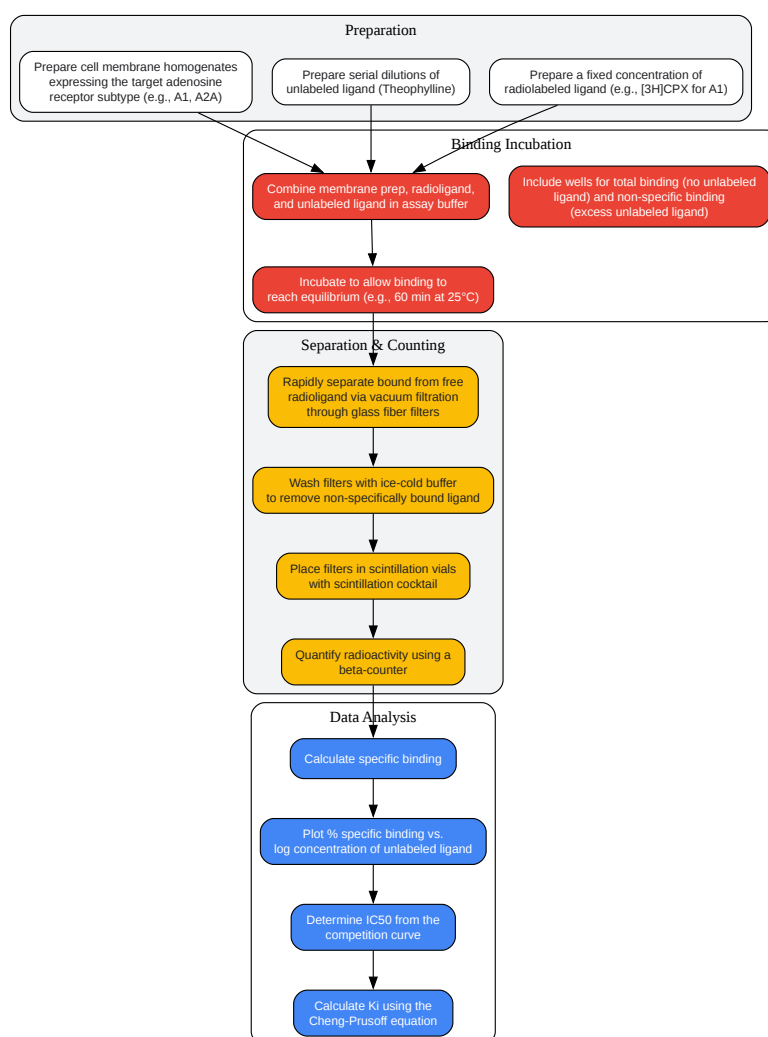 Preparation
Prepare cell membrane homogenates
expressing the target adenosine
receptor subtype (e.g., A1, A2A)
Prepare serial dilutions of
unlabeled ligand (Theophylline)
Prepare a fixed concentration of
radiolabeled ligand (e.g., [3H]CPX for A1)
Binding Incubation
Combine membrane prep, radioligand,
and unlabeled ligand in assay buffer
Include wells for total binding (no unlabeled
ligand) and non-specific binding
(excess unlabeled ligand)
Incubate to allow binding to
reach equilibrium (e.g., 60 min at 25°C)
Separation & Counting
Rapidly separate bound from free
radioligand via vacuum filtration
through glass fiber filters
Wash filters with ice-cold buffer
to remove non-specifically bound ligand
Place filters in scintillation vials
with scintillation cocktail
Quantify radioactivity using a
beta-counter
Data Analysis
Calculate specific binding
Plot % specific binding vs.
log concentration of unlabeled ligand
Determine IC50 from the
competition curve
Calculate Ki using the
Cheng-Prusoff equation